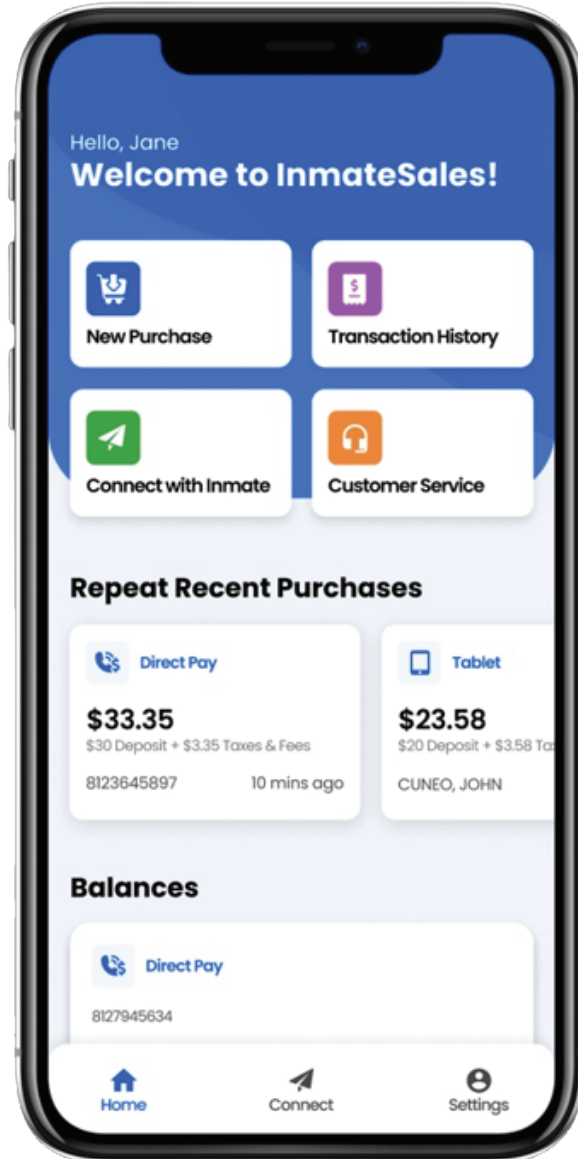 Hello, Jane
Welcome to InmateSales!
New Purchase
Transaction History
Connect with Inmate
Customer Service
Repeat Recent Purchases
Direct Pay
$33.35
$30 Deposit + $3.35 Taxes & Fees
8123645897
10 mins ago
Tablet
$23.58
$20 Deposit + $3.58
CUNEO, JOHN
Balances
Direct Pay
8127945634
Home
Connect
Settings